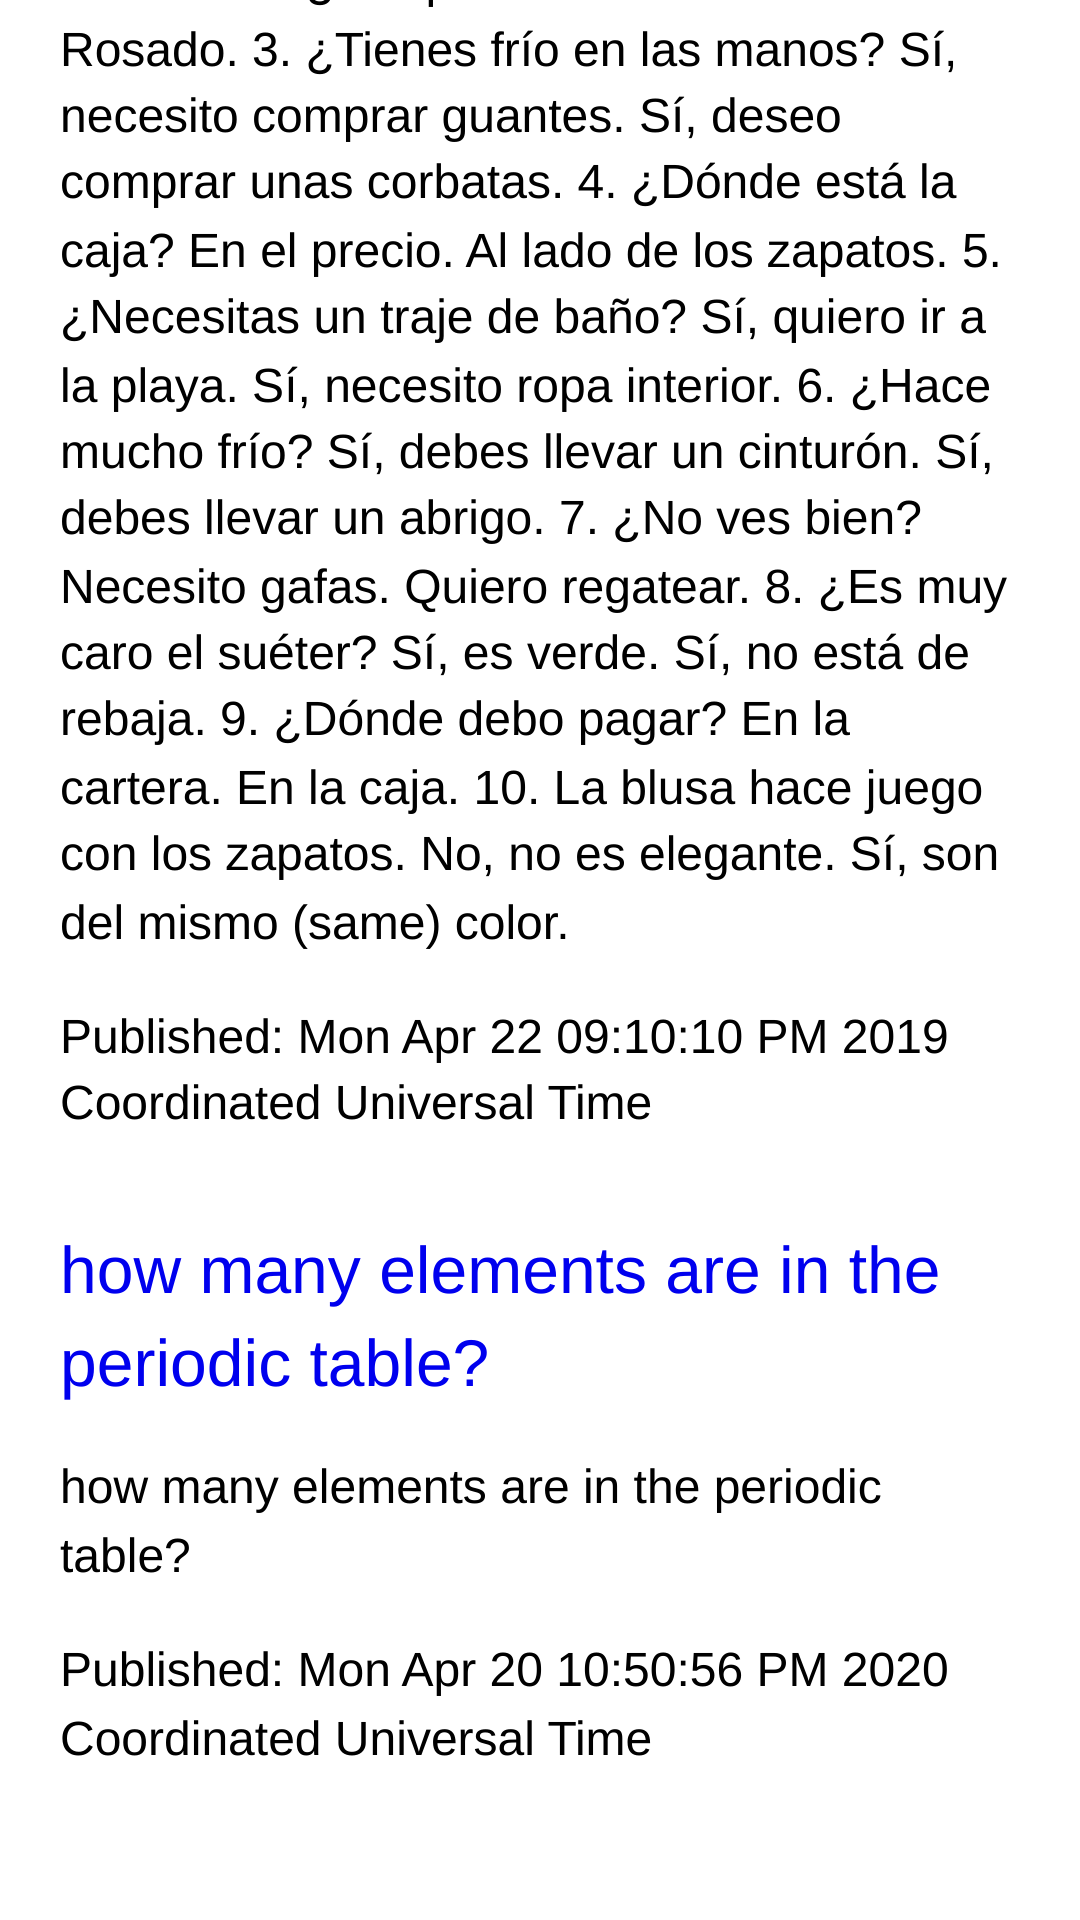 Rosado. 3. ¿Tienes frío en las manos? Sí,
necesito comprar guantes. Sí, deseo
comprar unas corbatas. 4. ¿Dónde está la
caja? En el precio. Al lado de los zapatos. 5.
¿Necesitas un traje de baño? Sí, quiero ir a
la playa. Sí, necesito ropa interior. 6. ¿Hace
mucho frío? Sí, debes llevar un cinturón. Sí,
debes llevar un abrigo. 7. ¿No ves bien?
Necesito gafas. Quiero regatear. 8. ¿Es muy
caro el suéter? Sí, es verde. Sí, no está de
rebaja. 9. ¿Dónde debo pagar? En la
cartera. En la caja. 10. La blusa hace juego
con los zapatos. No, no es elegante. Sí, son
del mismo (same) color.
Published: Mon Apr 22 09:10:10 PM 2019
Coordinated Universal Time
how many elements are in the
periodic table?
how many elements are in the periodic
table?
Published: Mon Apr 20 10:50:56 PM 2020
Coordinated Universal Time